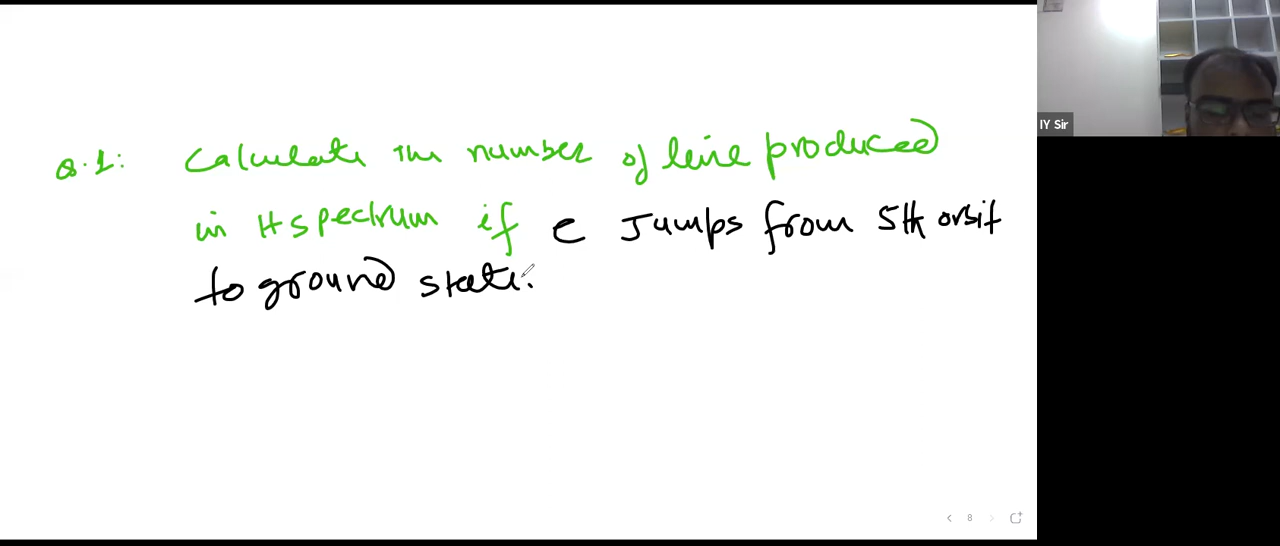 Q.1: Calculate the number of line produced
in H spectrum if e Jumps from 5th orbit
to ground state.
IY Sir
8